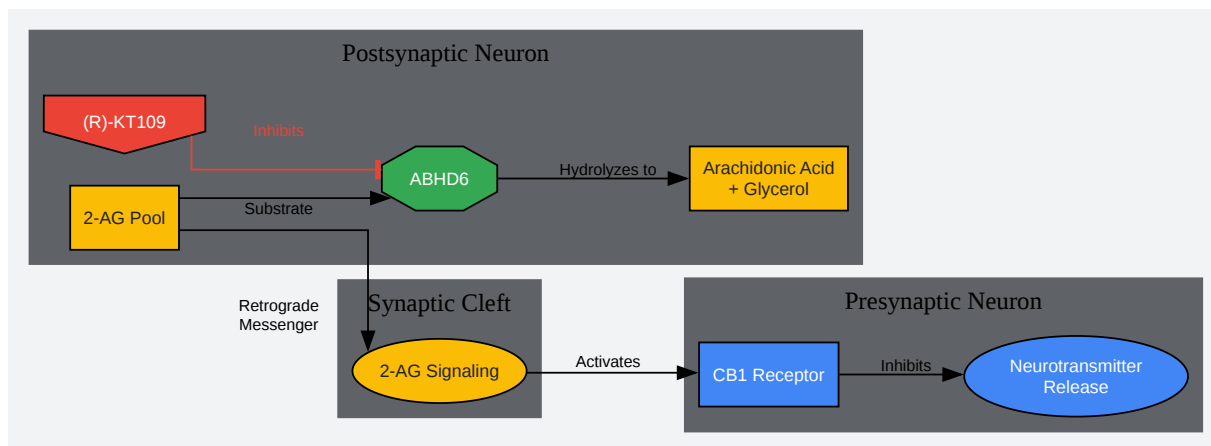 Postsynaptic Neuron
(R)-KT109
Inhibits
ABHD6
Hydrolyzes to
Arachidonic Acid
+ Glycerol
2-AG Pool
Substrate
Retrograde
Messenger
Synaptic Cleft
2-AG Signaling
Activates
Presynaptic Neuron
CB1 Receptor
Inhibits
Neurotransmitter
Release